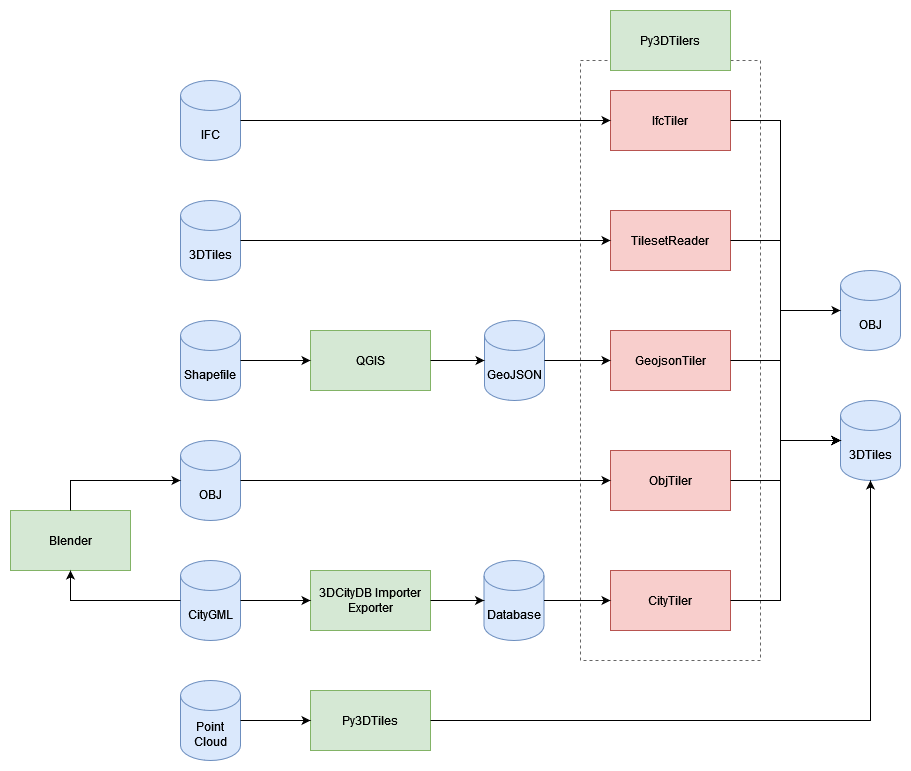 Py3DTilers
IFC
IfcTiler
3DTiles
TilesetReader
OBJ
Shapefile
QGIS
GeoJSON
GeojsonTiler
3DTiles
OBJ
ObjTiler
Blender
CityGML
3DCityDB Importer
Exporter
Database
CityTiler
Point
Cloud
Py3DTiles